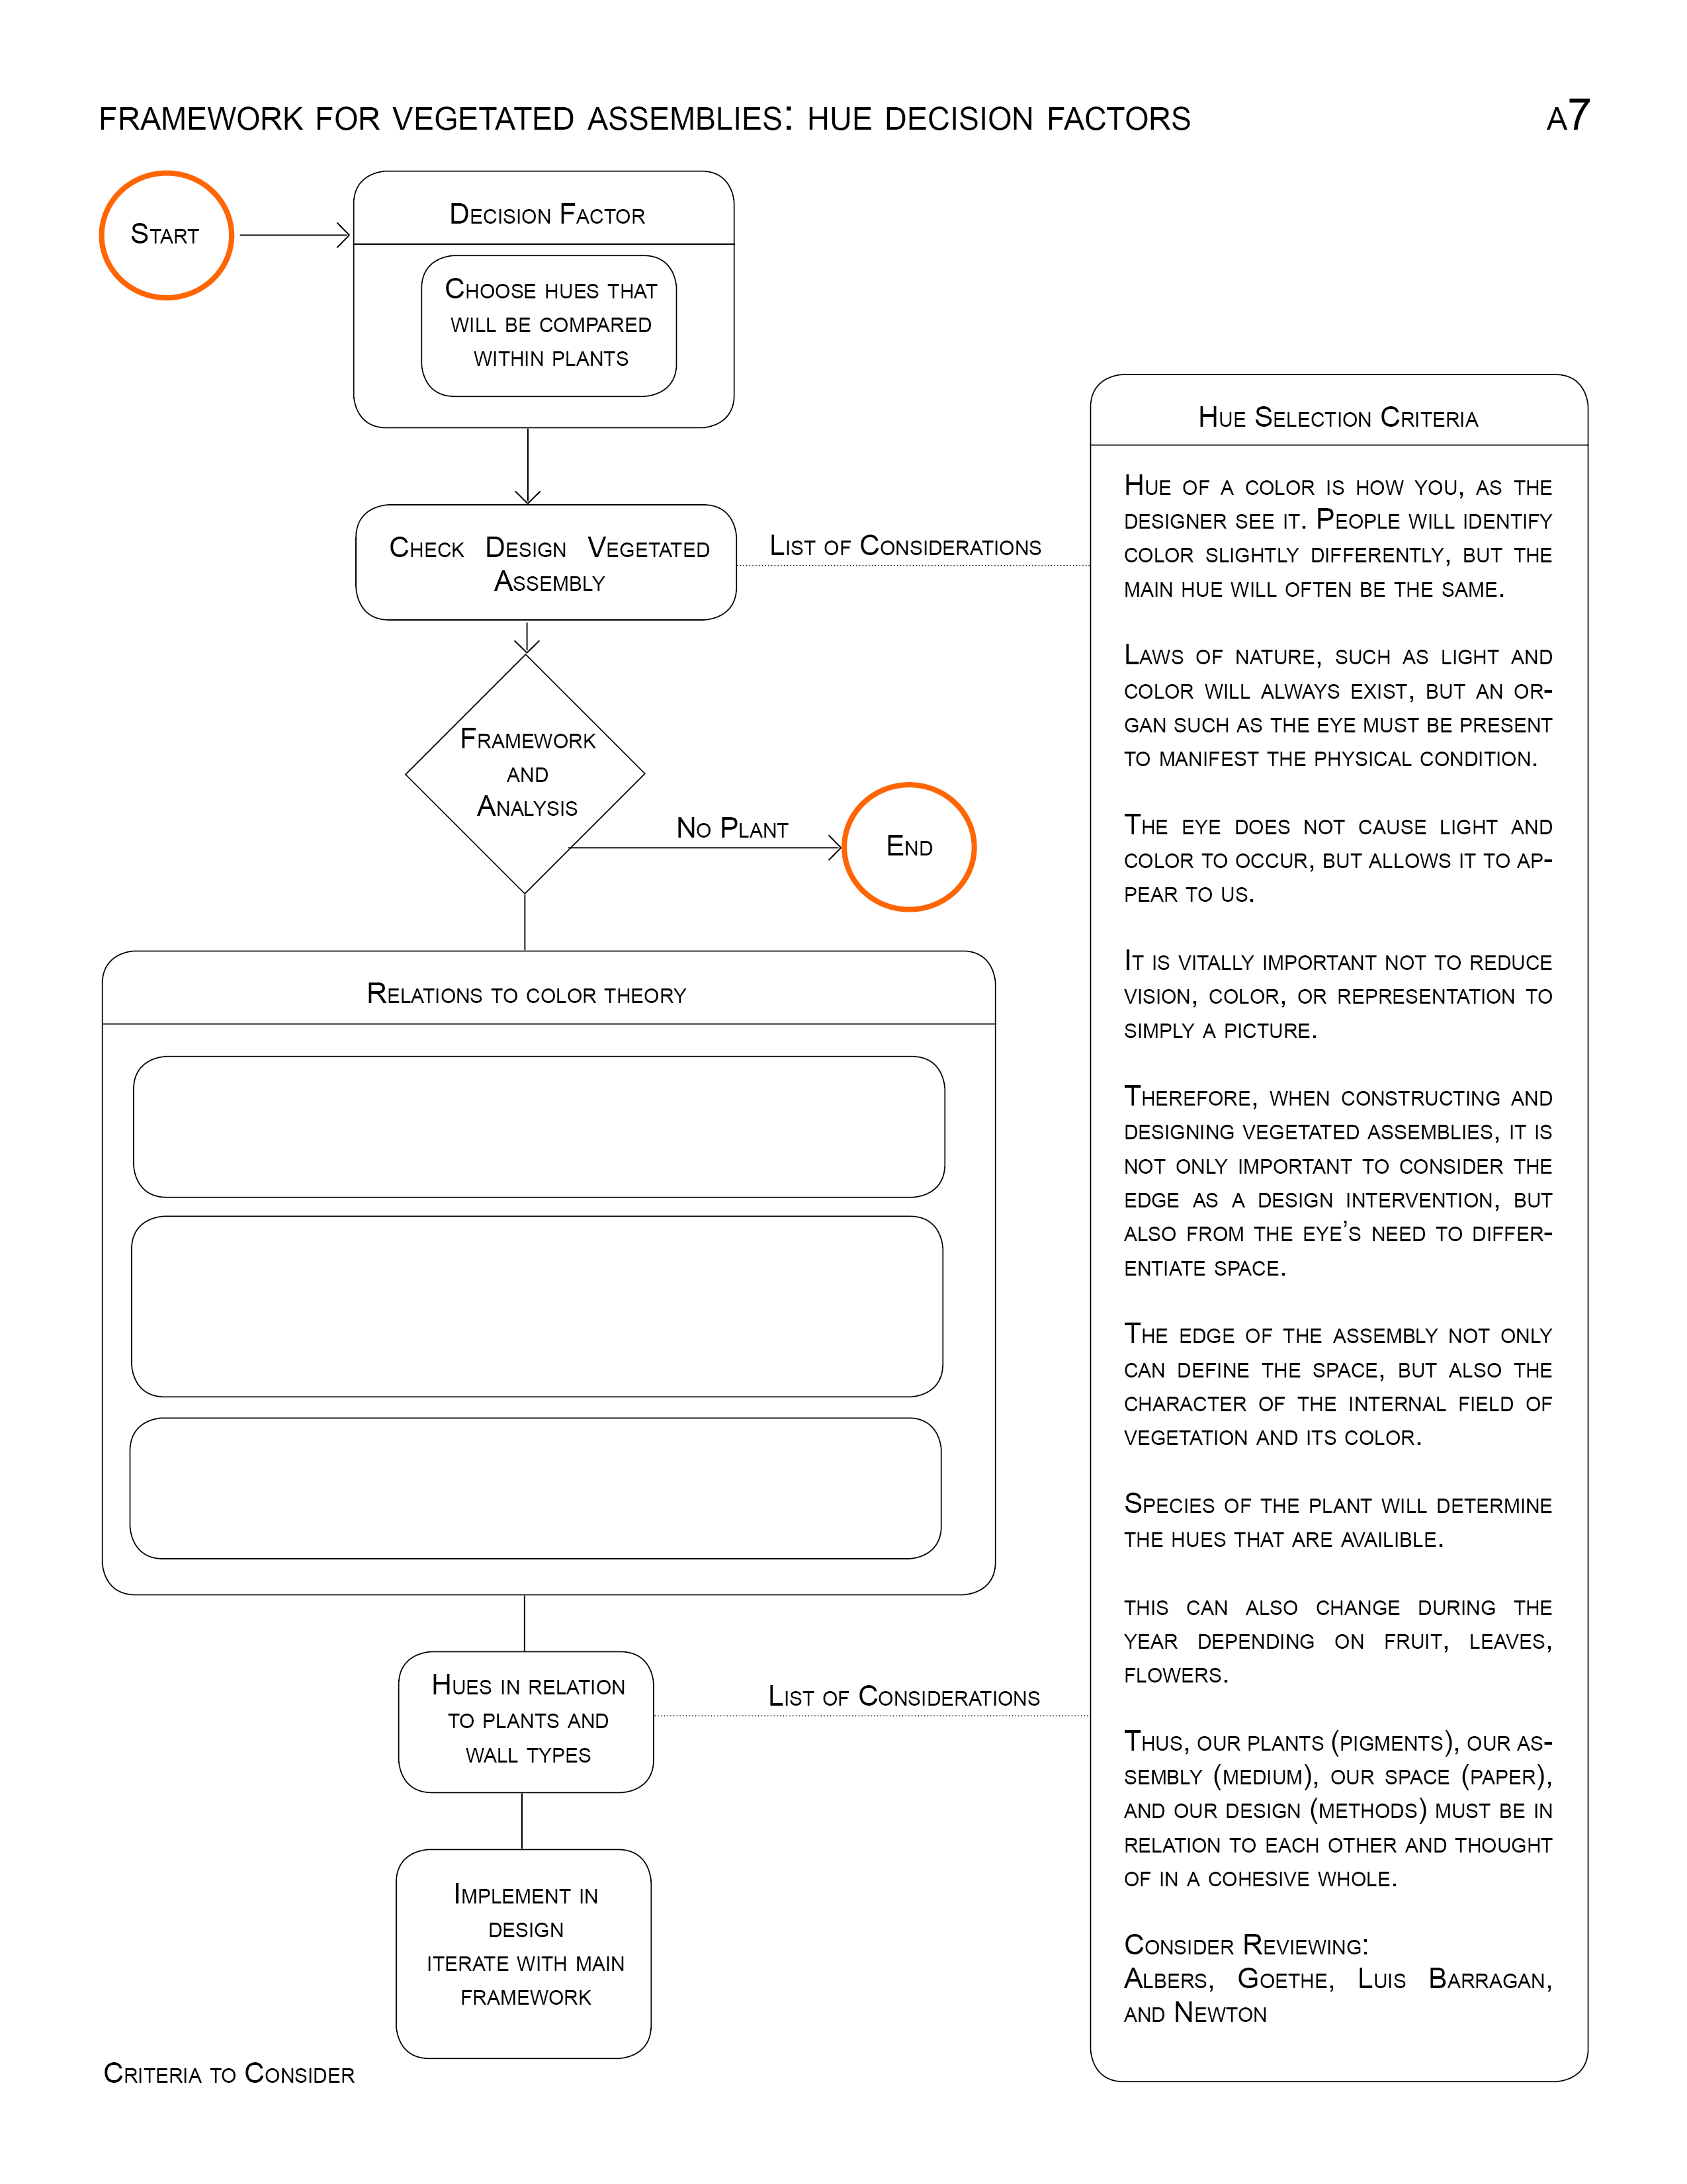 FRAMEWORK FOR VEGETATED ASSEMBLIES: HUE DECISION FACTORS
A7
START
DECISION FACTOR
CHOOSE HUES THAT
WILL BE COMPARED
WITHIN PLANTS
CHECK DESIGN VEGETATED
ASSEMBLY
LIST OF CONSIDERATIONS
FRAMEWORK
AND
ANALYSIS
NO PLANT
END
RELATIONS TO COLOR THEORY
HUES IN RELATION
TO PLANTS AND
WALL TYPES
LIST OF CONSIDERATIONS
IMPLEMENT IN
DESIGN
ITERATE WITH MAIN
FRAMEWORK
CRITERIA TO CONSIDER
HUE SELECTION CRITERIA
HUE OF A COLOR IS HOW YOU, AS THE
DESIGNER SEE IT. PEOPLE WILL IDENTIFY
COLOR SLIGHTLY DIFFERENTLY, BUT THE
MAIN HUE WILL OFTEN BE THE SAME.
LAWS OF NATURE, SUCH AS LIGHT AND
COLOR WILL ALWAYS EXIST, BUT AN OR-
GAN SUCH AS THE EYE MUST BE PRESENT
TO MANIFEST THE PHYSICAL CONDITION.
THE EYE DOES NOT CAUSE LIGHT AND
COLOR TO OCCUR, BUT ALLOWS IT TO AP-
PEAR TO US.
IT IS VITALLY IMPORTANT NOT TO REDUCE
VISION, COLOR, OR REPRESENTATION TO
SIMPLY A PICTURE.
THEREFORE, WHEN CONSTRUCTING AND
DESIGNING VEGETATED ASSEMBLIES, IT IS
NOT ONLY IMPORTANT TO CONSIDER THE
EDGE AS A DESIGN INTERVENTION, BUT
ALSO FROM THE EYE'S NEED TO DIFFER-
ENTIATE SPACE.
THE EDGE OF THE ASSEMBLY NOT ONLY
CAN DEFINE THE SPACE, BUT ALSO THE
CHARACTER OF THE INTERNAL FIELD OF
VEGETATION AND ITS COLOR.
SPECIES OF THE PLANT WILL DETERMINE
THE HUES THAT ARE AVAILIBLE.
THIS CAN ALSO CHANGE DURING THE
YEAR DEPENDING ON FRUIT, LEAVES,
FLOWERS.
THUS, OUR PLANTS (PIGMENTS), OUR AS-
SEMBLY (MEDIUM), OUR SPACE (PAPER),
AND OUR DESIGN (METHODS) MUST BE IN
RELATION TO EACH OTHER AND THOUGHT
OF IN A COHESIVE WHOLE.
CONSIDER REVIEWING:
ALBERS, GOETHE, LUIS BARRAGAN,
AND NEWTON